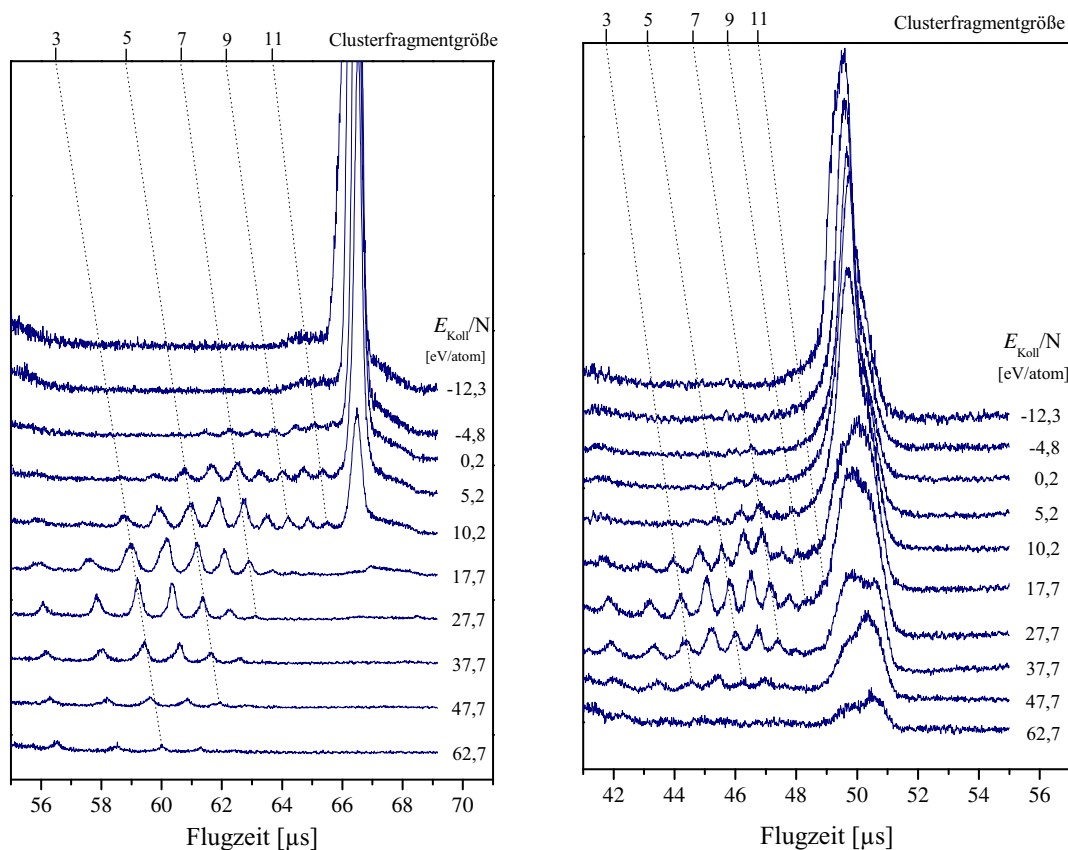 3 5 7 9 11 Clusterfragmentgröße
E_Koll/N
[eV/atom]
-12,3
-4,8
0,2
5,2
10,2
17,7
27,7
37,7
47,7
62,7
56 58 60 62 64 66 68 70
Flugzeit [µs]
Clusterfragmentgröße
3 5 7 9 11
E_Koll/N
[eV/atom]
-12,3
-4,8
0,2
5,2
10,2
17,7
27,7
37,7
47,7
62,7
42 44 46 48 50 52 54 56
Flugzeit [µs]